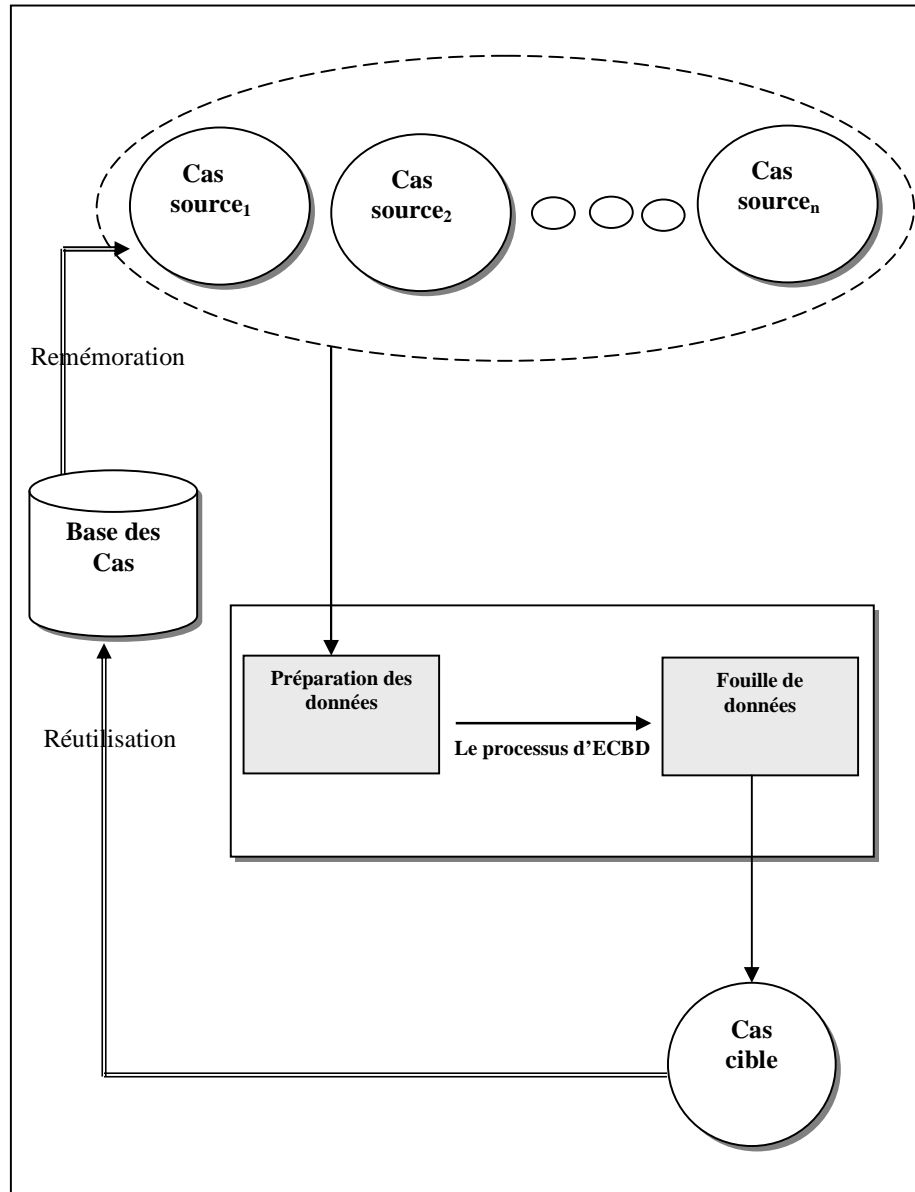 Cas
source1
Cas
source2
Cas
sourcen
Remémoration
Base des
Cas
Préparation des
données
Fouille de
données
Le processus d’ECBD
Réutilisation
Cas
cible